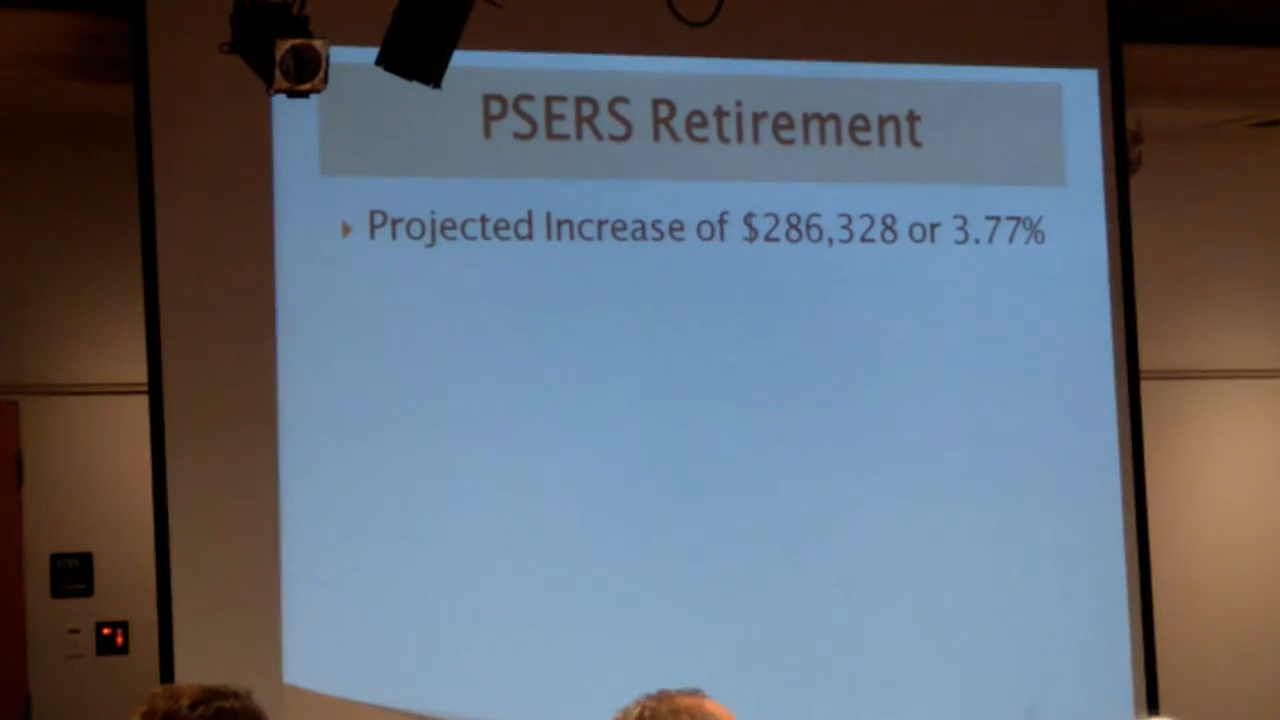 PSERS Retirement
Projected Increase of $286,328 or 3.77%